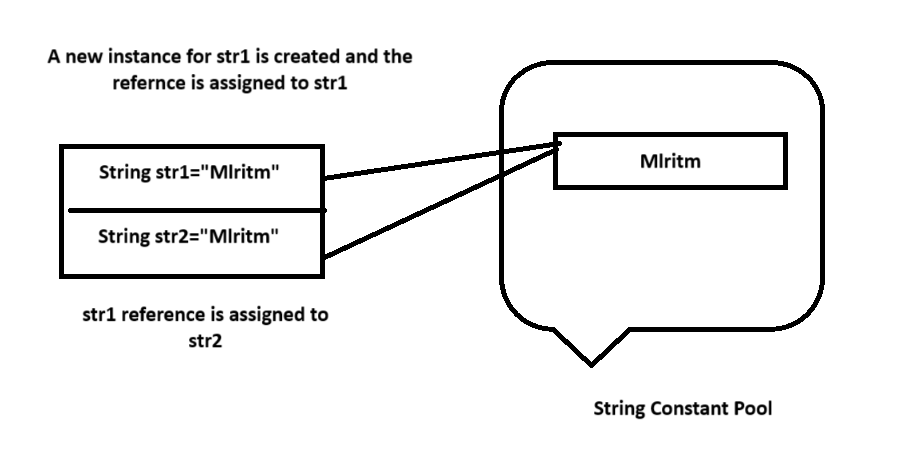 A new instance for str1 is created and the
refernce is assigned to str1
String str1="Mlritm"
String str2="Mlritm"
str1 reference is assigned to
str2
Mlritm
String Constant Pool